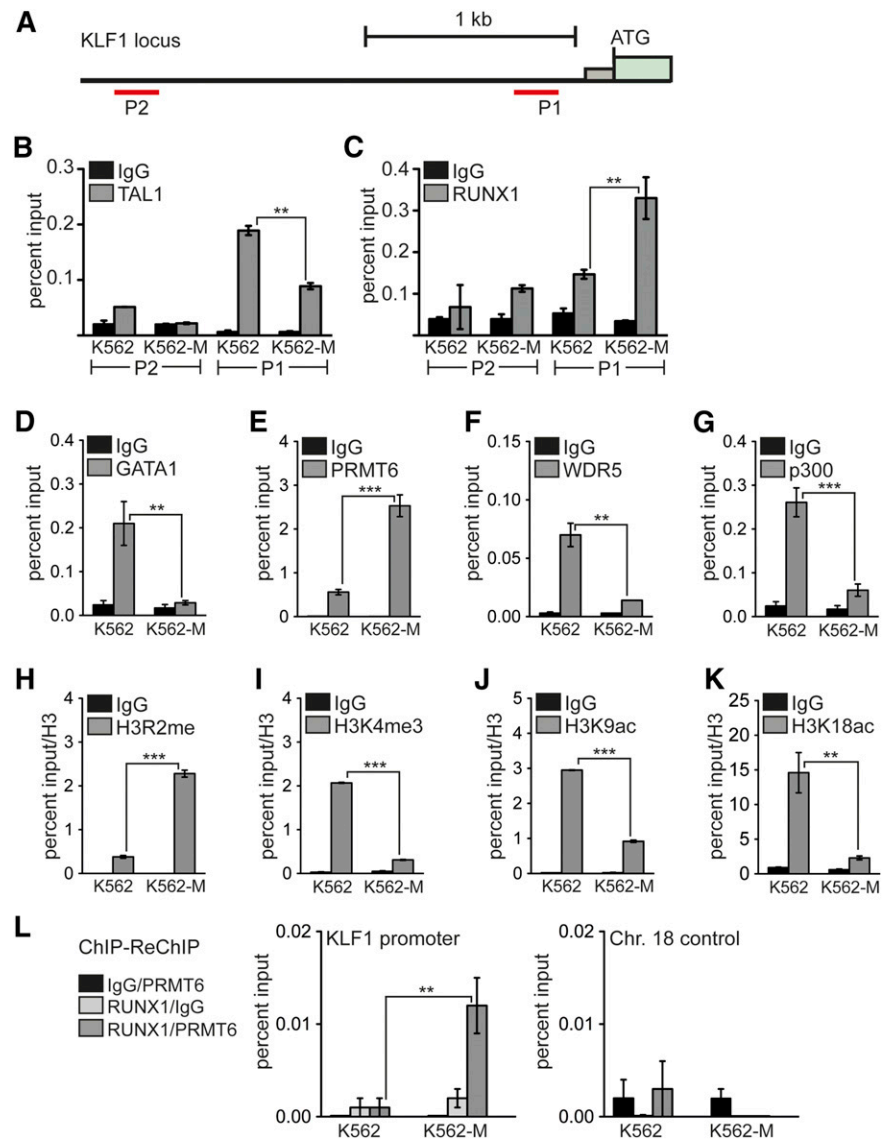 A
KLF1 locus
1 kb
ATG
P2
P1
B
IgG
TAL1
percent input
0.3
0.2
0.1
K562 K562-M K562 K562-M
P2 P1
**
C
IgG
RUNX1
percent input
0.4
0.3
0.2
0.1
K562 K562-M K562 K562-M
P2 P1
**
D
IgG
GATA1
percent input
0.4
0.3
0.2
0.1
0.0
K562 K562-M
**
E
IgG
PRMT6
percent input
4
3
2
1
0
K562 K562-M
***
F
IgG
WDR5
percent input
0.15
0.10
0.05
0.00
K562 K562-M
**
G
IgG
p300
percent input
0.4
0.3
0.2
0.1
0.0
K562 K562-M
***
H
IgG
H3R2me
percent input/H3
4
3
2
1
0
K562 K562-M
***
I
IgG
H3K4me3
percent input/H3
4
3
2
1
0
K562 K562-M
***
J
IgG
H3K9ac
percent input/H3
5
4
3
2
1
0
K562 K562-M
***
K
IgG
H3K18ac
percent input/H3
25
20
15
10
5
0
K562 K562-M
**
L
ChIP-ReChIP
IgG/PRMT6
RUNX1/IgG
RUNX1/PRMT6
KLF1 promoter
percent input
0.02
0.01
0.00
K562 K562-M
**
Chr. 18 control
percent input
0.02
0.01
0.00
K562 K562-M